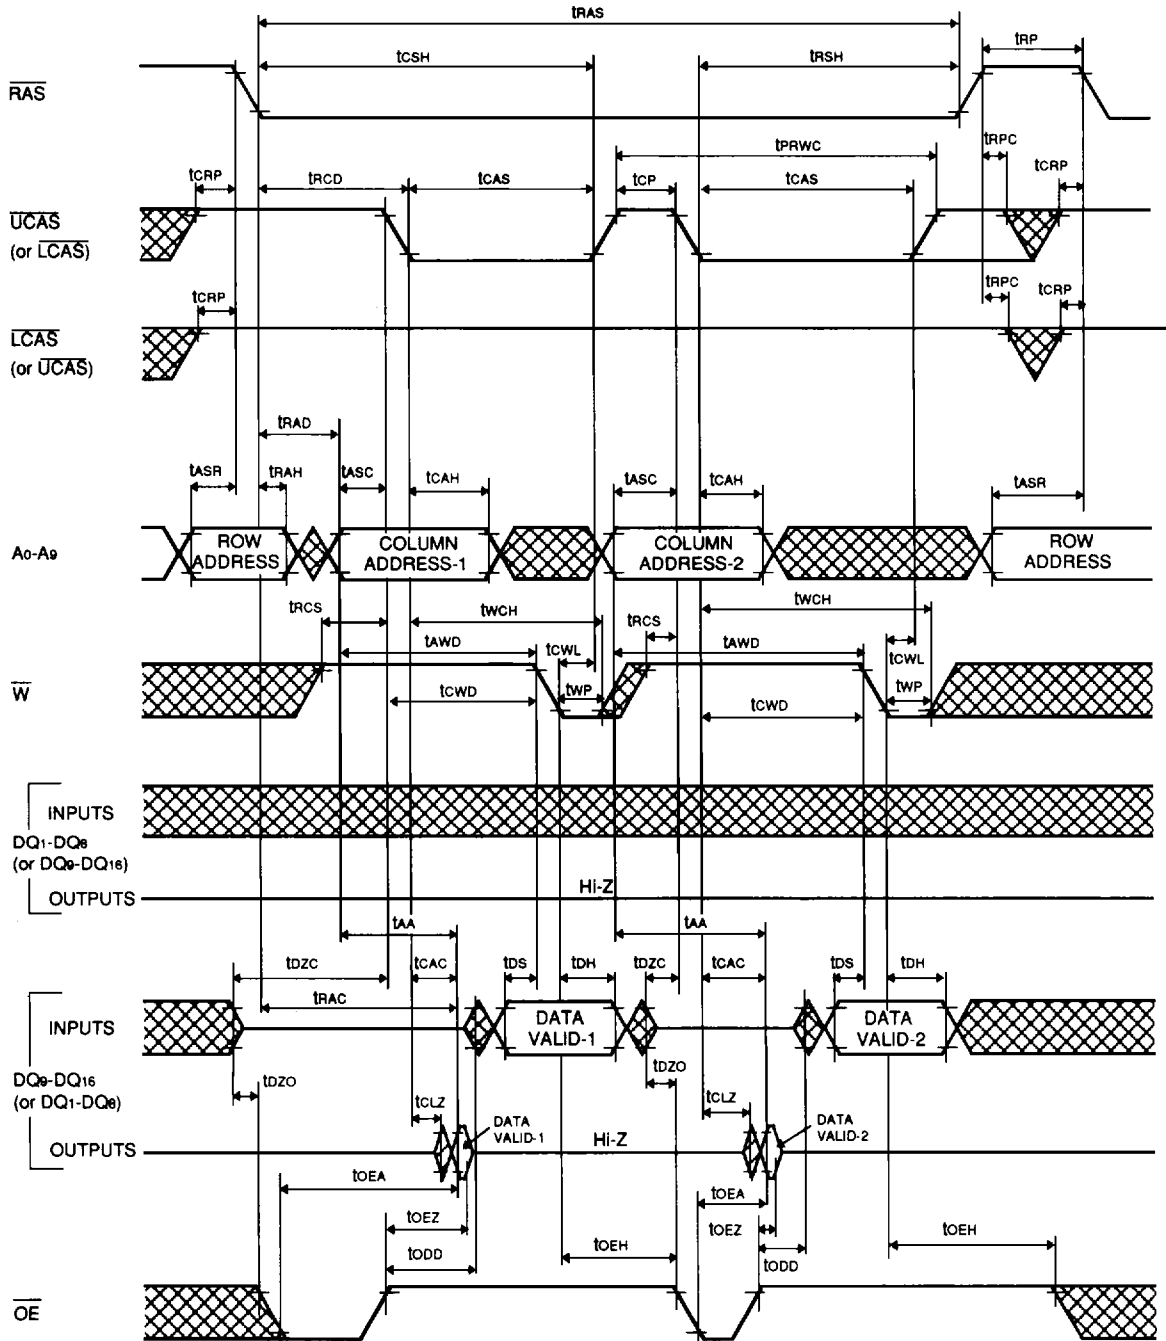 tRAS
tRP
tCSH
tRSH
RAS
tPRWC
tRPC
tCRP
tCRP
tRCD
tCAS
tCP
tCAS
UCAS
(or LCAS)
tCRP
tRPC
tCRP
LCAS
(or UCAS)
tRAD
tASR
tRAH
tASC
tCAH
tASC
tCAH
tASR
A0-A9
ROW ADDRESS
COLUMN ADDRESS-1
COLUMN ADDRESS-2
ROW ADDRESS
tRCS
tWCH
tRCS
tWCH
tAWD
tCWL
tAWD
tCWL
W
tCWD
tWP
tCWD
tWP
INPUTS
DQ1-DQ8
(or DQ9-DQ16)
OUTPUTS
Hi-Z
tAA
tAA
tDZC
tCAC
tDS
tDH
tDZC
tCAC
tDS
tDH
tRAC
INPUTS
DATA VALID-1
DATA VALID-2
DQ9-DQ16
(or DQ1-DQ8)
tDZO
tDZO
tCLZ
tCLZ
OUTPUTS
DATA VALID-1
Hi-Z
DATA VALID-2
tOEA
tOEA
tOEZ
tOEZ
tODD
tOEH
tODD
tOEH
OE